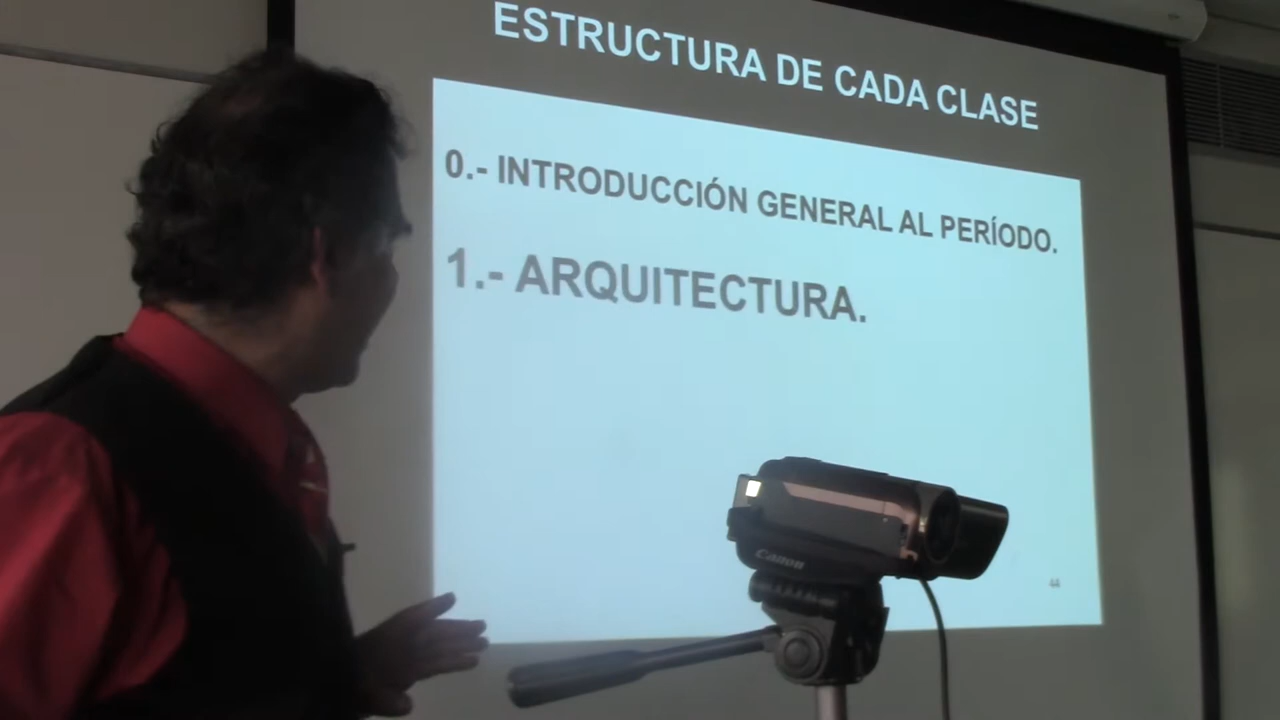 ESTRUCTURA DE CADA CLASE
0.- INTRODUCCIÓN GENERAL AL PERÍODO.
1.- ARQUITECTURA.
Canon
44